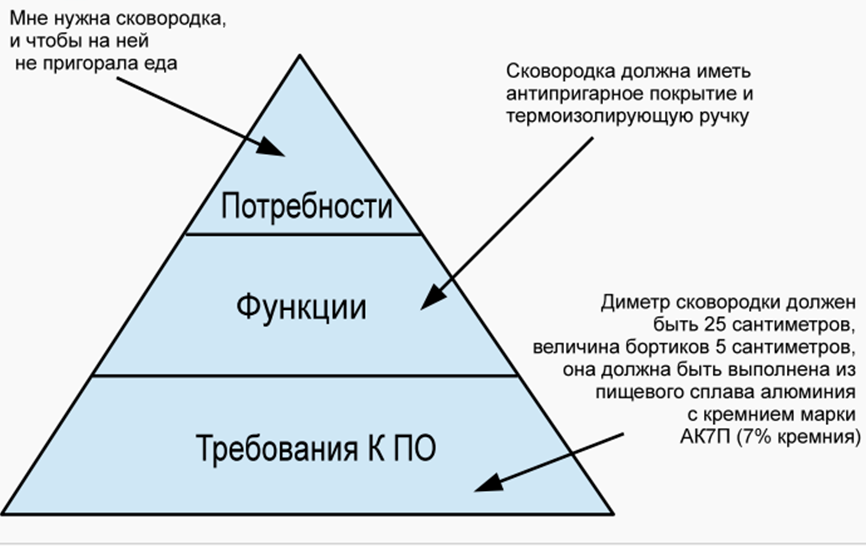 Мне нужна сковородка,
и чтобы на ней
не пригорала еда
Сковородка должна иметь
антипригарное покрытие и
термоизолирующую ручку
Потребности
Функции
Диметр сковородки должен
быть 25 сантиметров,
величина бортиков 5 сантиметров,
она должна быть выполнена из
пищевого сплава алюминия
с кремнием марки
АК7П (7% кремния)
Требования К ПО